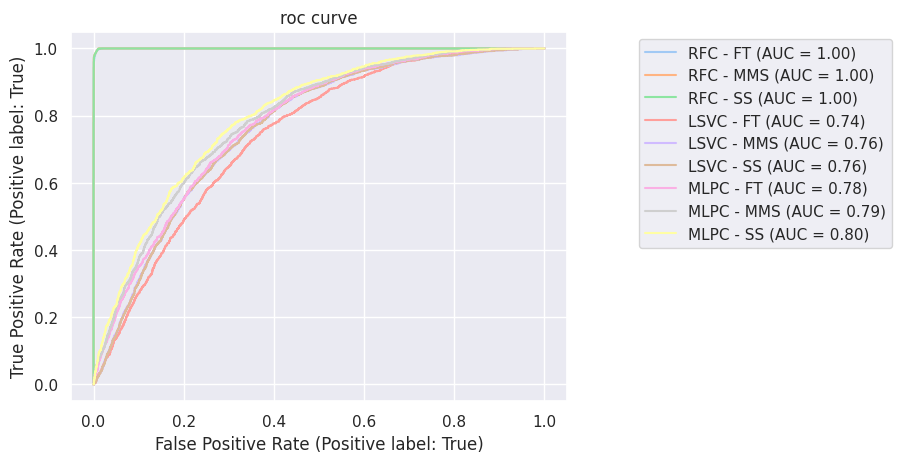 roc curve
True Positive Rate (Positive label: True)
1.0
0.8
0.6
0.4
0.2
0.0
0.0 0.2 0.4 0.6 0.8 1.0
False Positive Rate (Positive label: True)
RFC - FT (AUC = 1.00)
RFC - MMS (AUC = 1.00)
RFC - SS (AUC = 1.00)
LSVC - FT (AUC = 0.74)
LSVC - MMS (AUC = 0.76)
LSVC - SS (AUC = 0.76)
MLPC - FT (AUC = 0.78)
MLPC - MMS (AUC = 0.79)
MLPC - SS (AUC = 0.80)